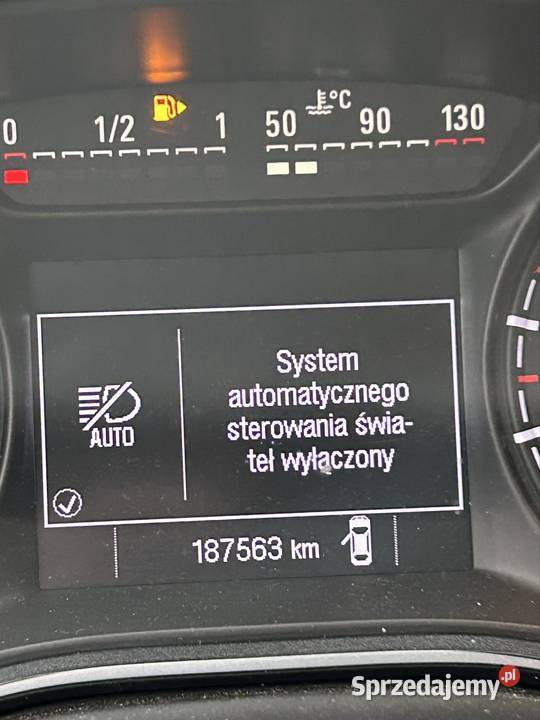 0 1/2 1 50 °C 90 130
System
automatycznego
sterowania świa-
teł wyłączony
AUTO
187563 km
Sprzedajemy.pl